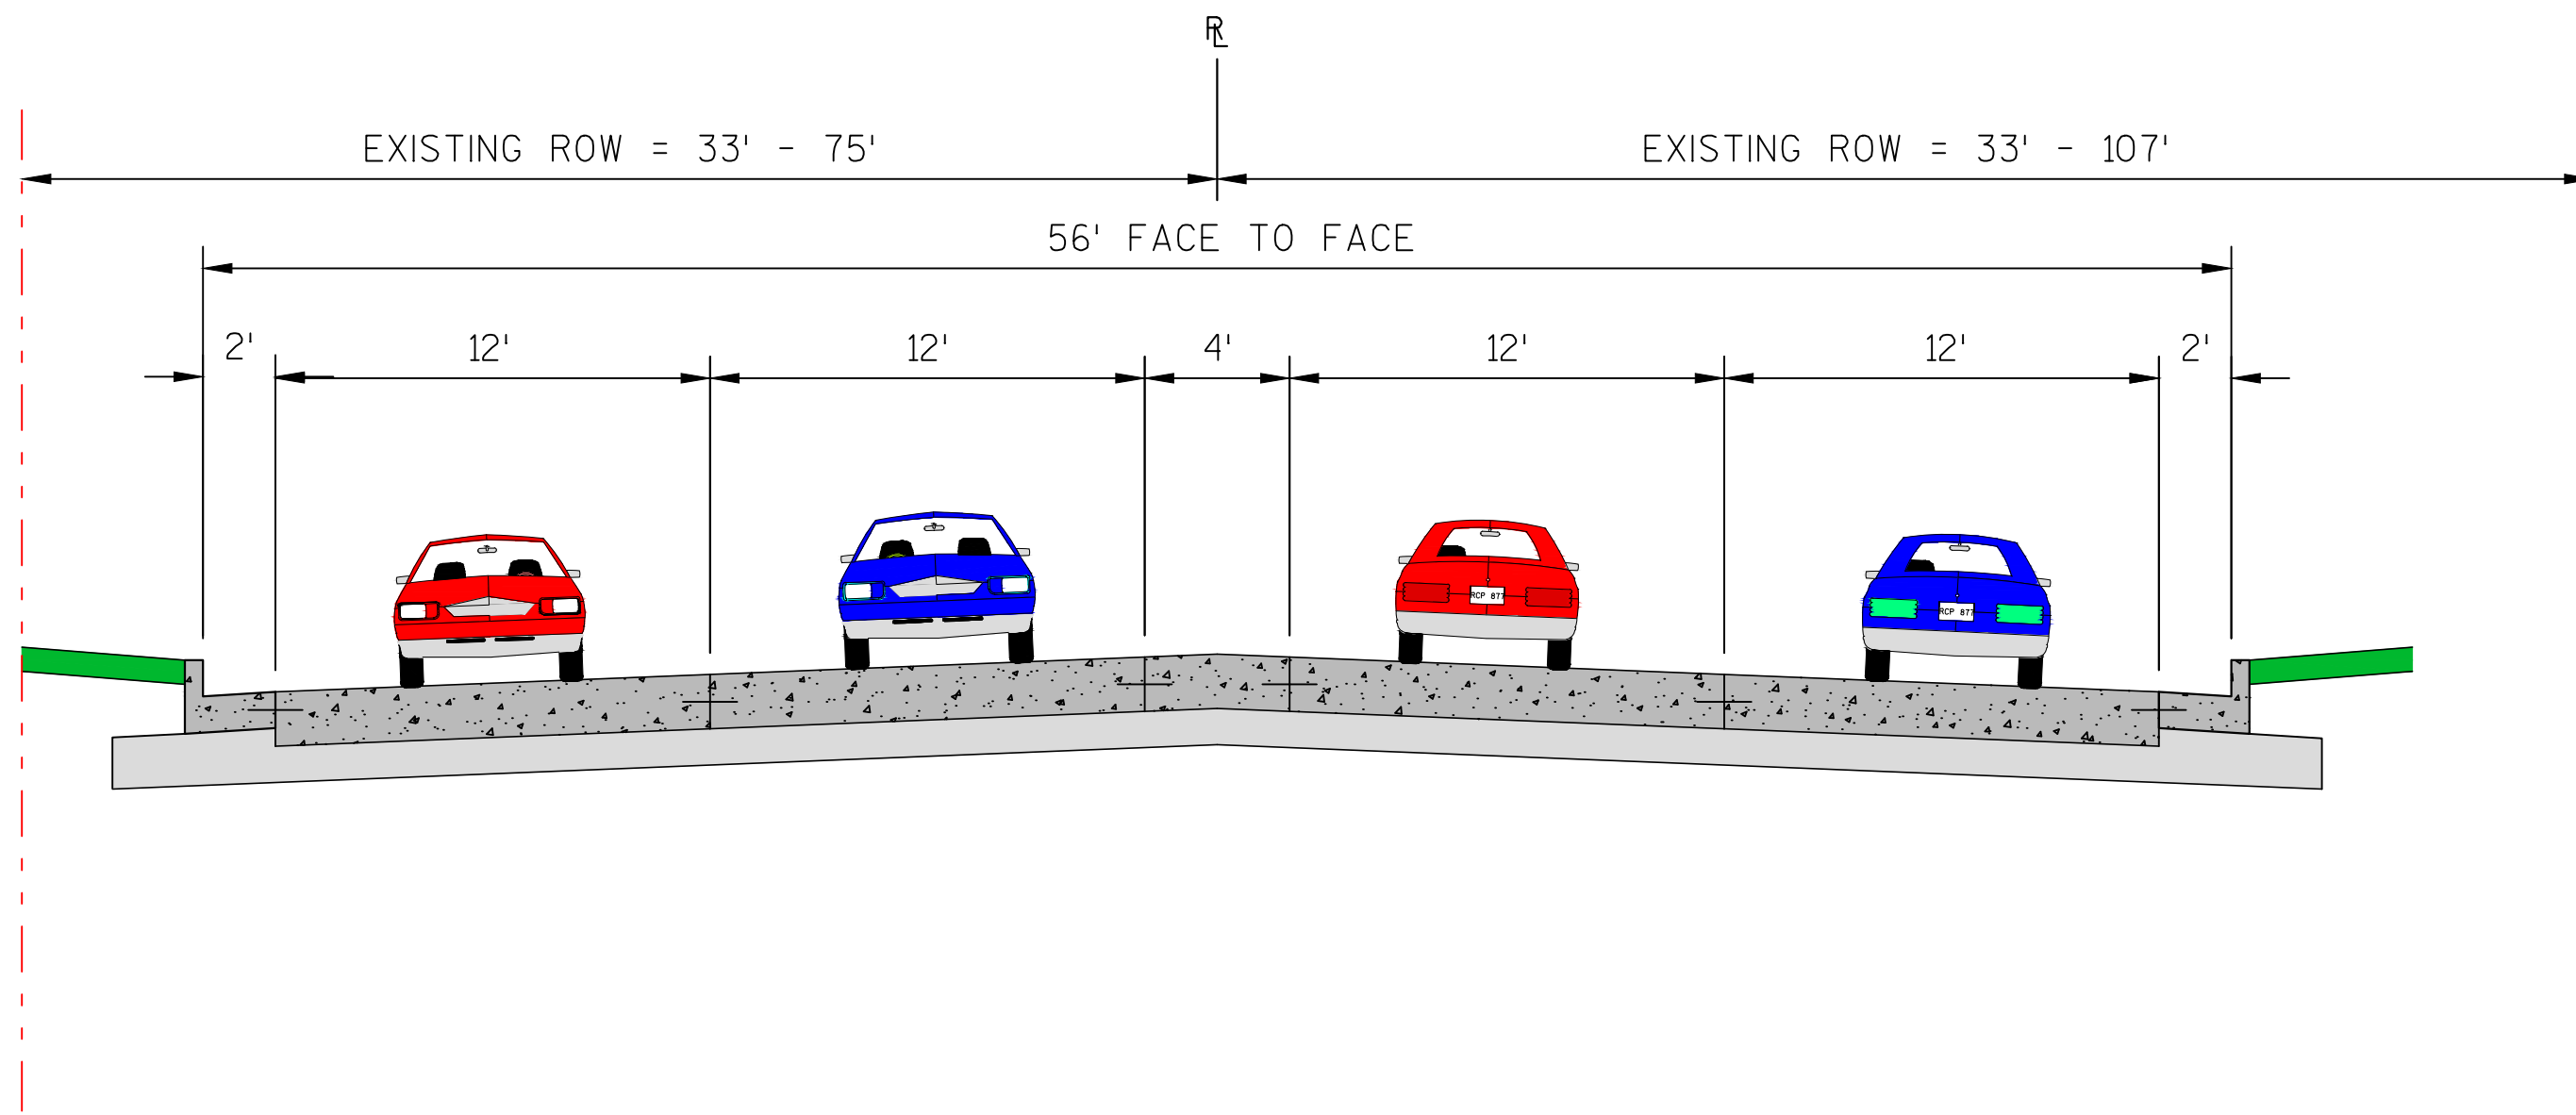 RL
EXISTING ROW = 33' - 75'
EXISTING ROW = 33' - 107'
56' FACE TO FACE
2' 12' 12' 4' 12' 12' 2'
RCP 877
RCP 877